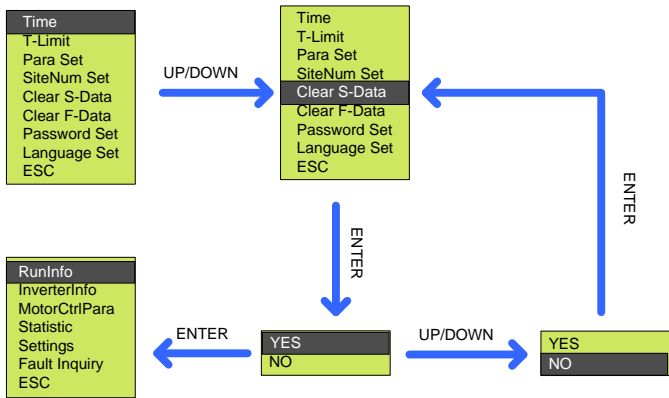 Time
T-Limit
Para Set
SiteNum Set
Clear S-Data
Clear F-Data
Password Set
Language Set
ESC
UP/DOWN
Time
T-Limit
Para Set
SiteNum Set
Clear S-Data
Clear F-Data
Password Set
Language Set
ESC
ENTER
ENTER
RunInfo
InverterInfo
MotorCtrlPara
Statistic
Settings
Fault Inquiry
ESC
ENTER
YES
NO
UP/DOWN
YES
NO